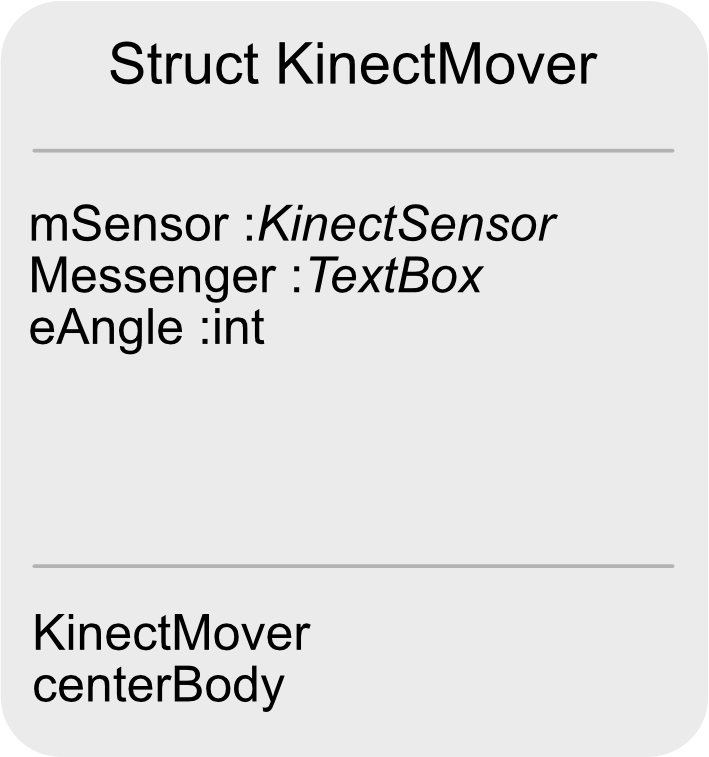 Struct KinectMover
mSensor :KinectSensor
Messenger :TextBox
eAngle :int
KinectMover
centerBody